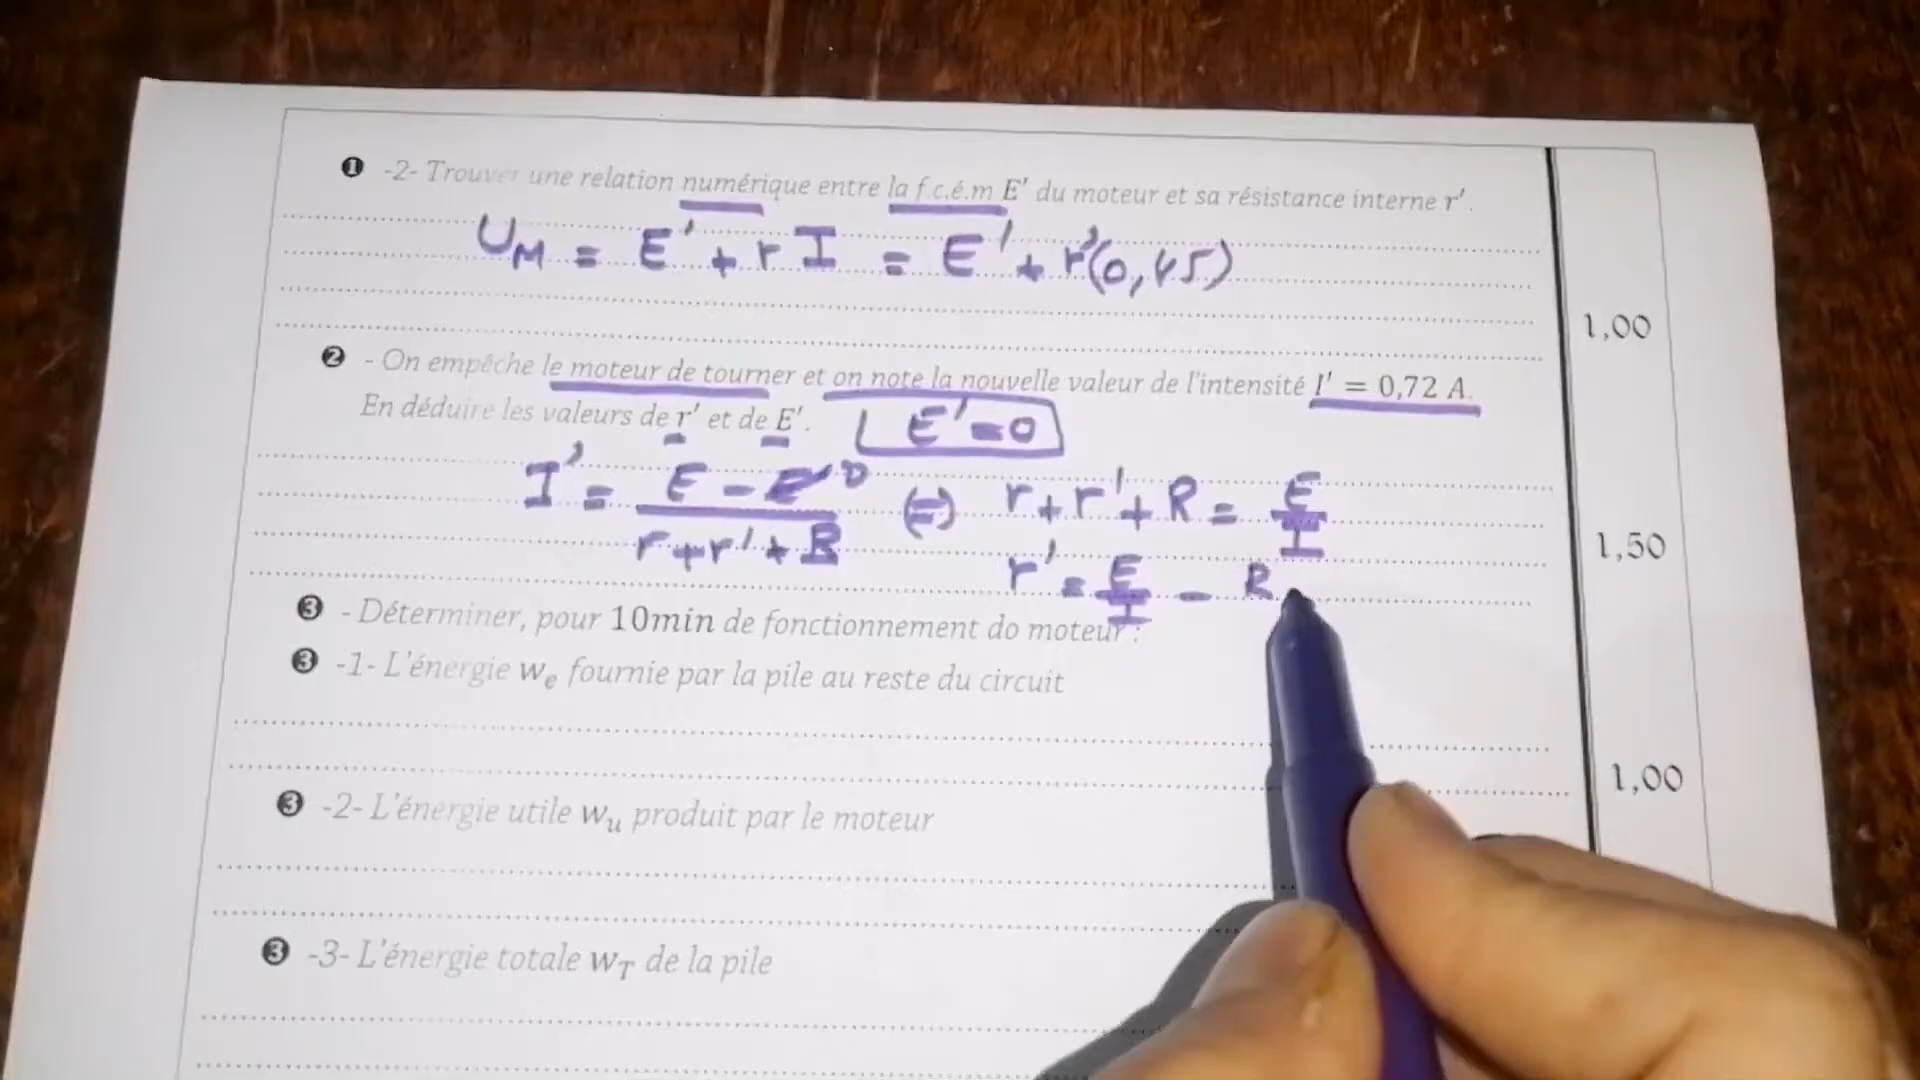 ❶ -2- Trouver une relation numérique entre la f.c.é.m E' du moteur et sa résistance interne r'.
U_M = E' + r I = E' + r'(0,45)
1,00
❷ - On empêche le moteur de tourner et on note la nouvelle valeur de l'intensité I' = 0,72 A.
En déduire les valeurs de r' et de E'. E' = 0
I' = (E - E' 0) / (r + r' + R) ⇔ r + r' + R = E / I
1,50
r' = E / I - R
❸ - Déterminer, pour 10min de fonctionnement do moteur :
❸ -1- L'énergie w_e fournie par la pile au reste du circuit
1,00
❸ -2- L'énergie utile w_u produit par le moteur
❸ -3- L'énergie totale w_T de la pile